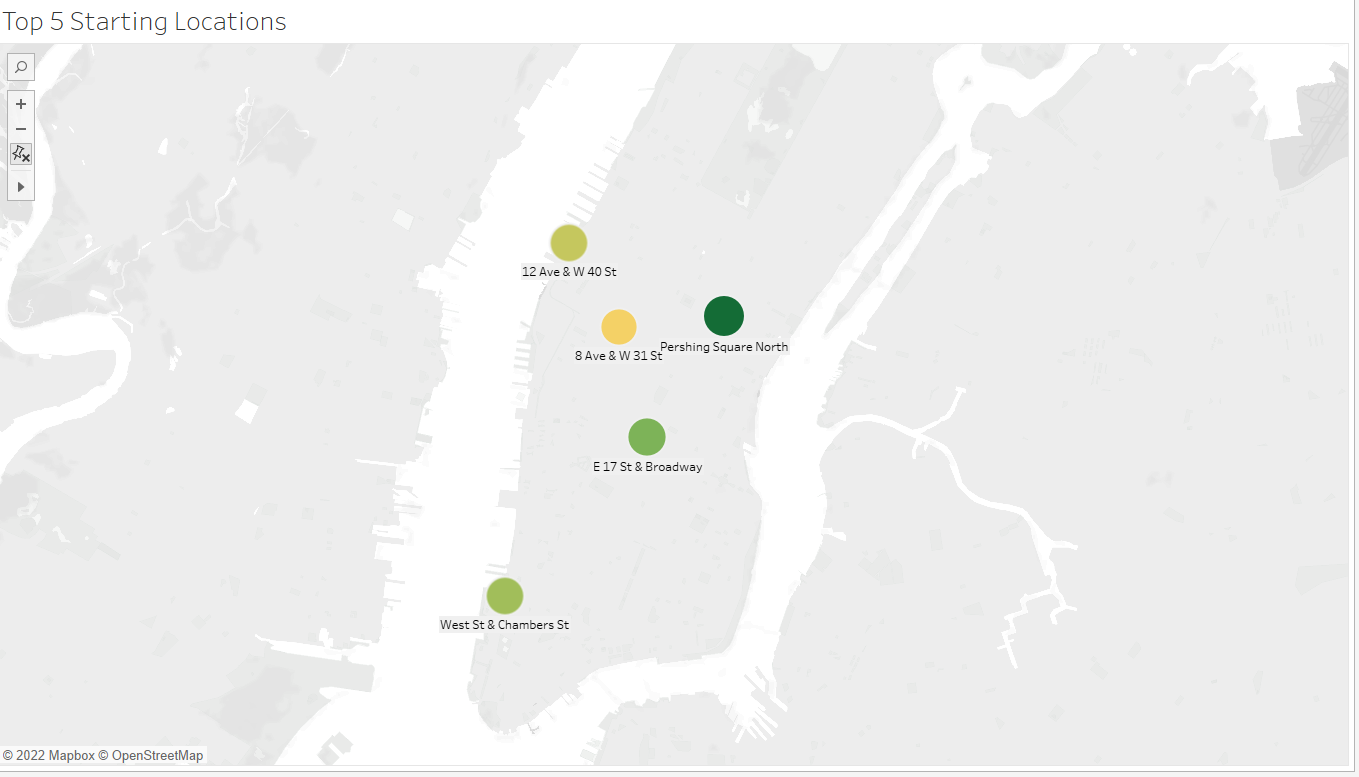 Top 5 Starting Locations
12 Ave & W 40 St
Pershing Square North
8 Ave & W 31 St
E 17 St & Broadway
West St & Chambers St
© 2022 Mapbox © OpenStreetMap